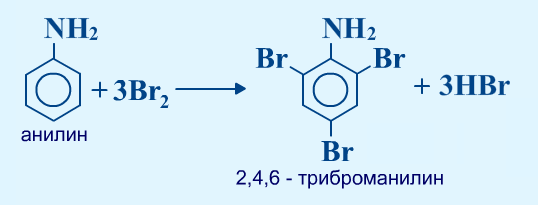 NH₂ NH₂
Br Br
+ 3Br₂ + 3HBr
анилин
Br
2,4,6 - триброманилин